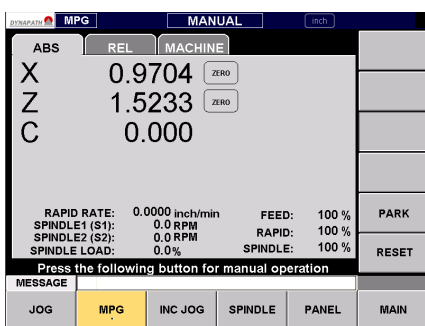 DYNAPATH MPG MANUAL inch
ABS REL MACHINE
X 0.9704 ZERO
Z 1.5233 ZERO
C 0.000
RAPID RATE: 0.0000 inch/min FEED: 100 %
SPINDLE1 (S1): 0.0 RPM RAPID: 100 %
SPINDLE2 (S2): 0.0 RPM SPINDLE: 100 %
SPINDLE LOAD: 0.0 %
PARK
RESET
Press the following button for manual operation
MESSAGE
JOG MPG INC JOG SPINDLE PANEL MAIN